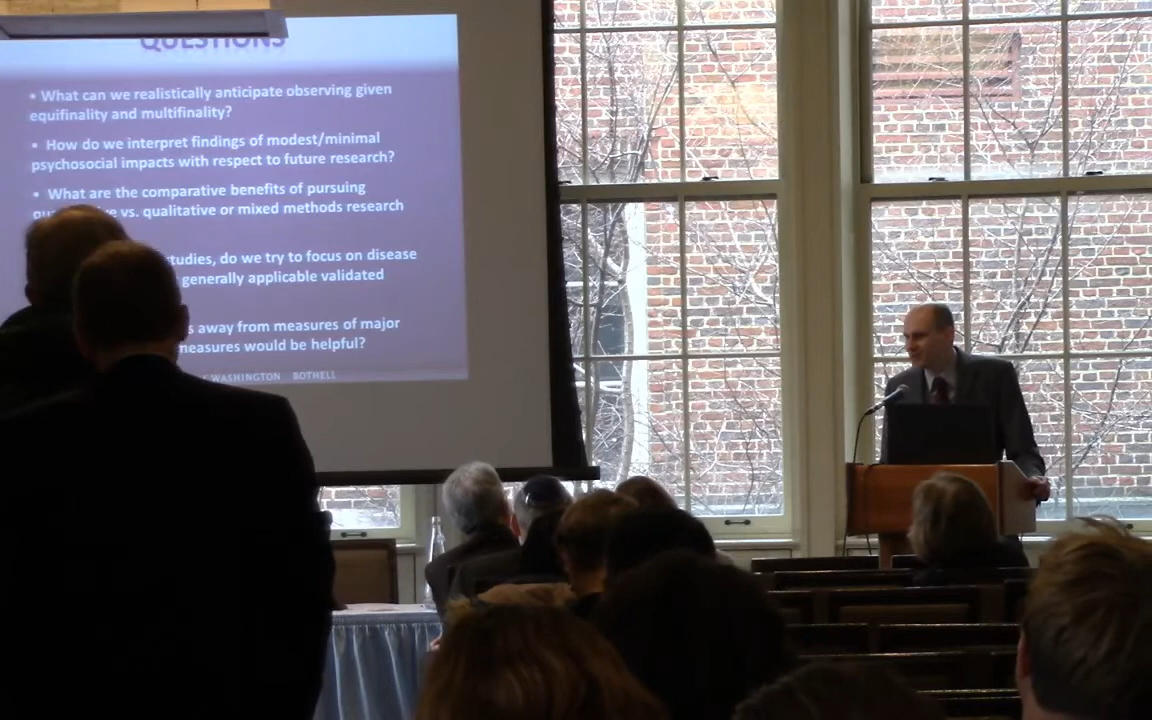 QUESTIONS
• What can we realistically anticipate observing given
equifinality and multifinality?
• How do we interpret findings of modest/minimal
psychosocial impacts with respect to future research?
• What are the comparative benefits of pursuing
vs. qualitative or mixed methods research
studies, do we try to focus on disease
generally applicable validated
away from measures of major
measures would be helpful?
WASHINGTON BOTHELL